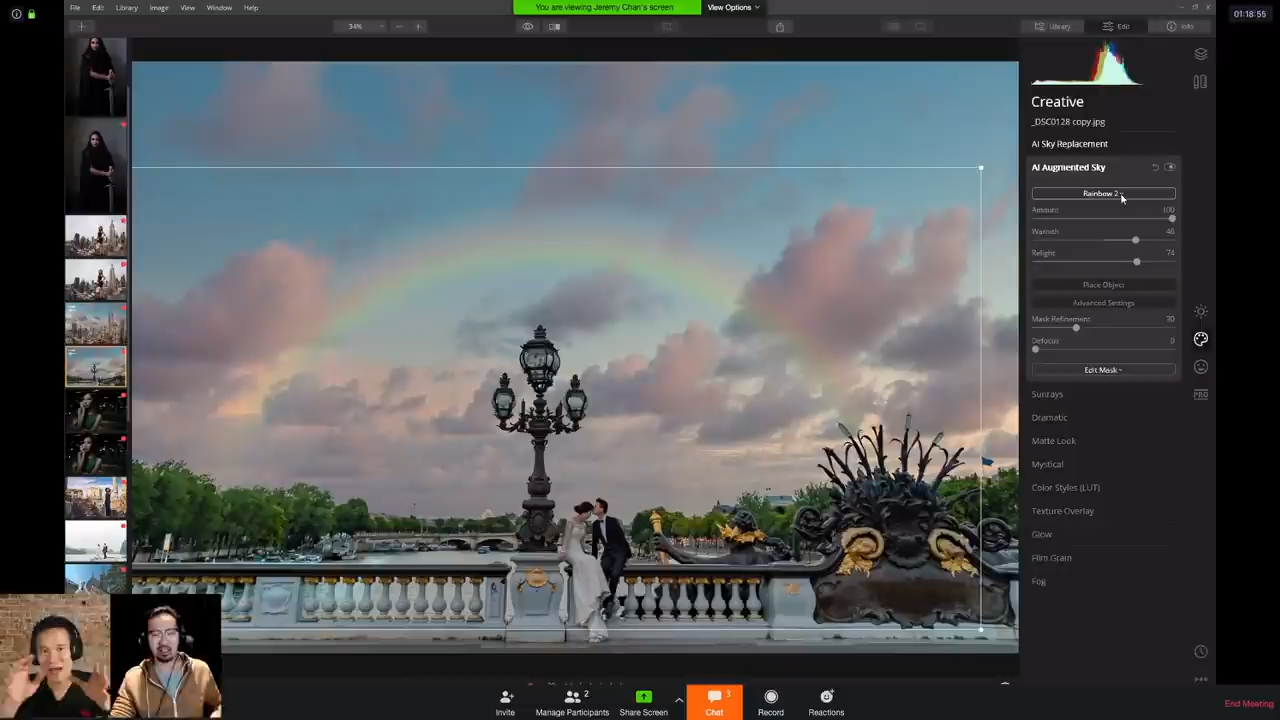 File Edit Library Image View Window Help
You are viewing Jeremy Chan's screen View Options
01:18:55
34%
Library Edit Info
Creative
_DSC0128 copy.jpg
AI Sky Replacement
AI Augmented Sky
Rainbow 2
Amount 100
Warmth 46
Relight 74
Place Object
Advanced Settings
Mask Refinement 30
Defocus 0
Edit Mask
Sunrays
PRO
Dramatic
Matte Look
Mystical
Color Styles (LUT)
Texture Overlay
Glow
Film Grain
Fog
2
3
Invite Manage Participants Share Screen Chat Record Reactions
End Meeting